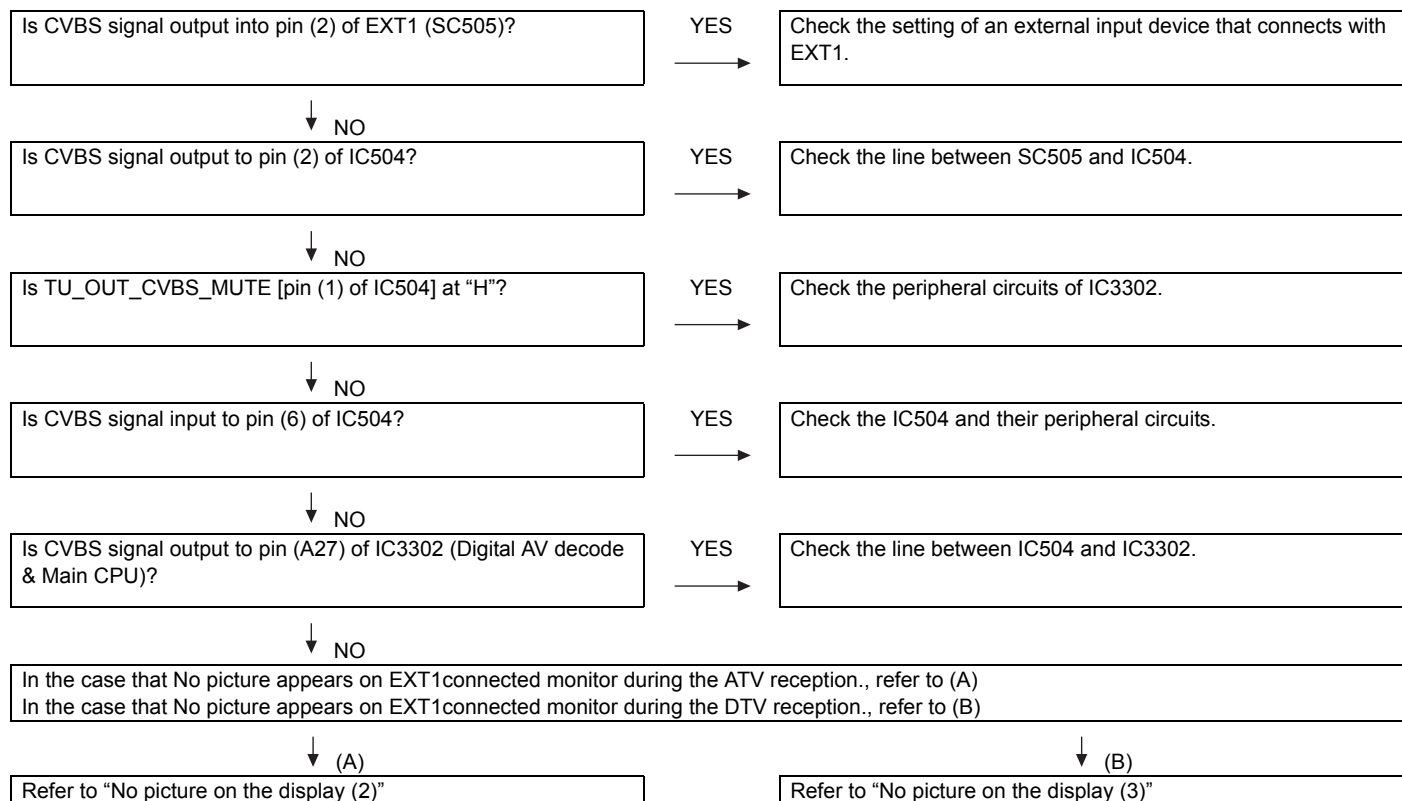 Is CVBS signal output into pin (2) of EXT1 (SC505)?
YES
Check the setting of an external input device that connects with
EXT1.
NO
Is CVBS signal output to pin (2) of IC504?
YES
Check the line between SC505 and IC504.
NO
Is TU_OUT_CVBS_MUTE [pin (1) of IC504] at “H”?
YES
Check the peripheral circuits of IC3302.
NO
Is CVBS signal input to pin (6) of IC504?
YES
Check the IC504 and their peripheral circuits.
NO
Is CVBS signal output to pin (A27) of IC3302 (Digital AV decode
& Main CPU)?
YES
Check the line between IC504 and IC3302.
NO
In the case that No picture appears on EXT1connected monitor during the ATV reception., refer to (A)
In the case that No picture appears on EXT1connected monitor during the DTV reception., refer to (B)
(A)
(B)
Refer to “No picture on the display (2)”
Refer to “No picture on the display (3)”